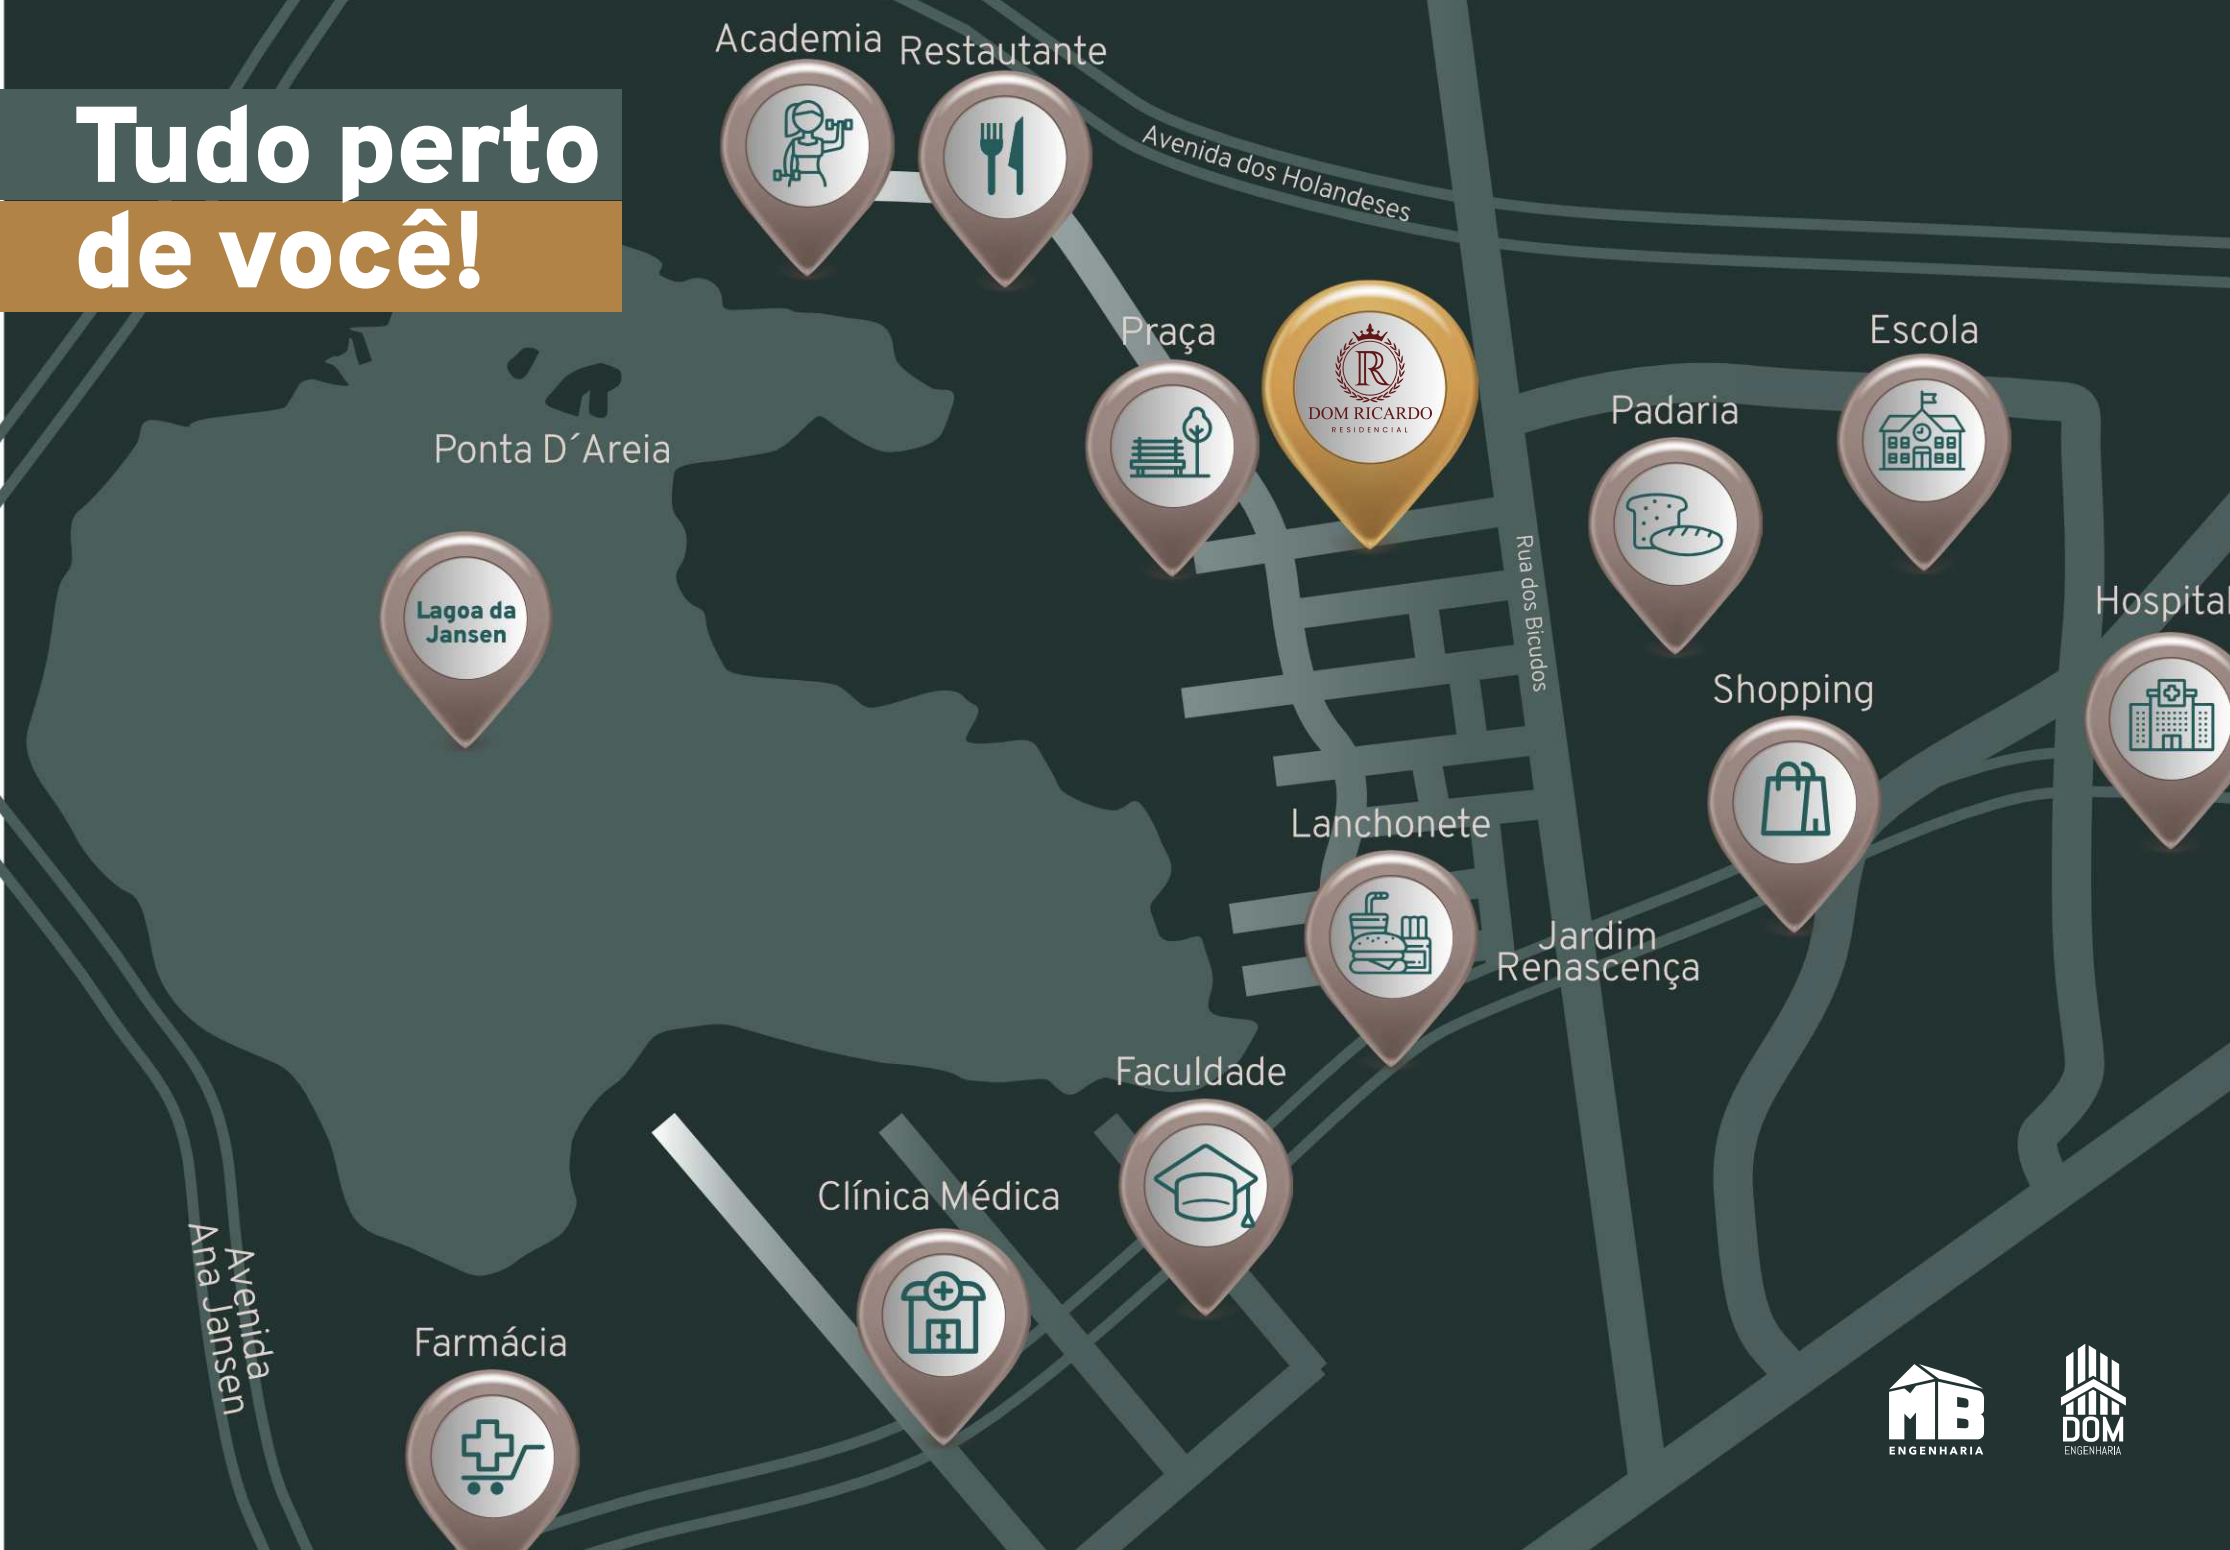 Academia
Restautante
Tudo perto
de você!
Avenida dos Holandeses
Praça
Escola
R
DOM RICARDO
RESIDENCIAL
Padaria
Ponta D´Areia
Rua dos Bicudos
Hospital
Lagoa da
Jansen
Shopping
Lanchonete
Jardim
Renascença
Faculdade
Clínica Médica
Avenida
Ana Jansen
Farmácia
MB
ENGENHARIA
DOM
ENGENHARIA